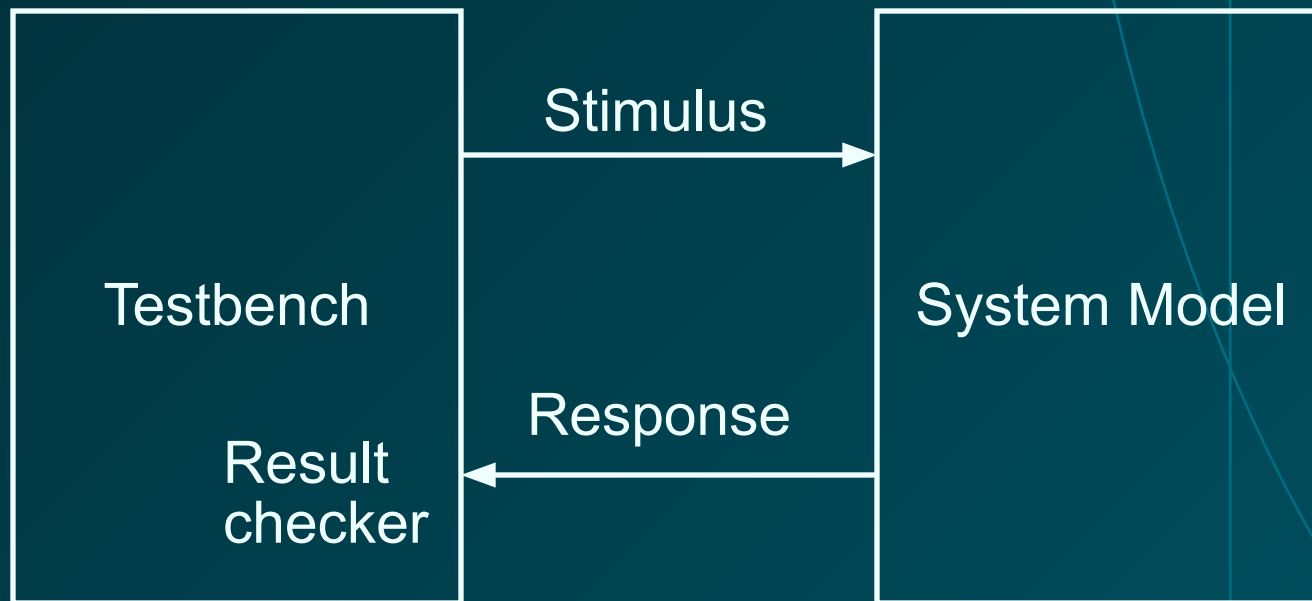 Stimulus
Testbench
System Model
Response
Result
checker